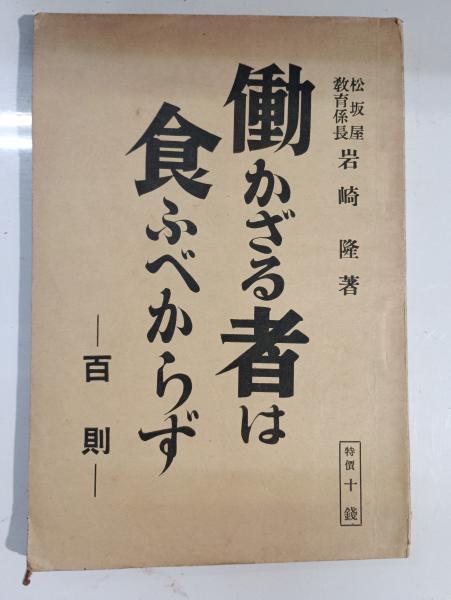 松坂屋
教育係長
岩崎隆著
働かざる者は
食ふべからず
―百則―
特價十錢